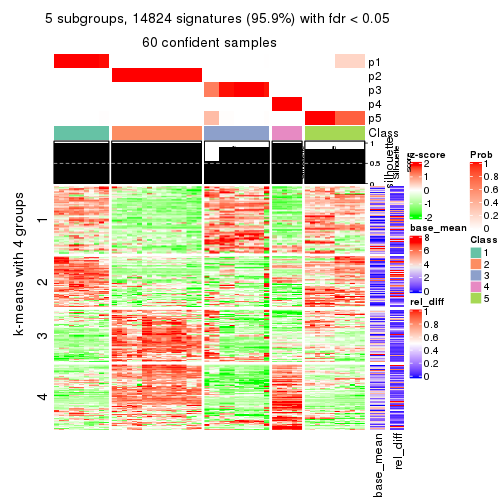 5 subgroups, 14824 signatures (95.9%) with fdr < 0.05
60 confident samples
p1
p2
p3
p4
p5
Class
1
0.5
0
silhouette
Silhouette
score
k-means with 4 groups
1
2
3
4
base_mean
rel_diff
z-score
2
1
0
-1
-2
base_mean
8
6
4
2
0
rel_diff
1
0.8
0.6
0.4
0.2
0
Prob
1
0.8
0.6
0.4
0.2
0
Class
1
2
3
4
5